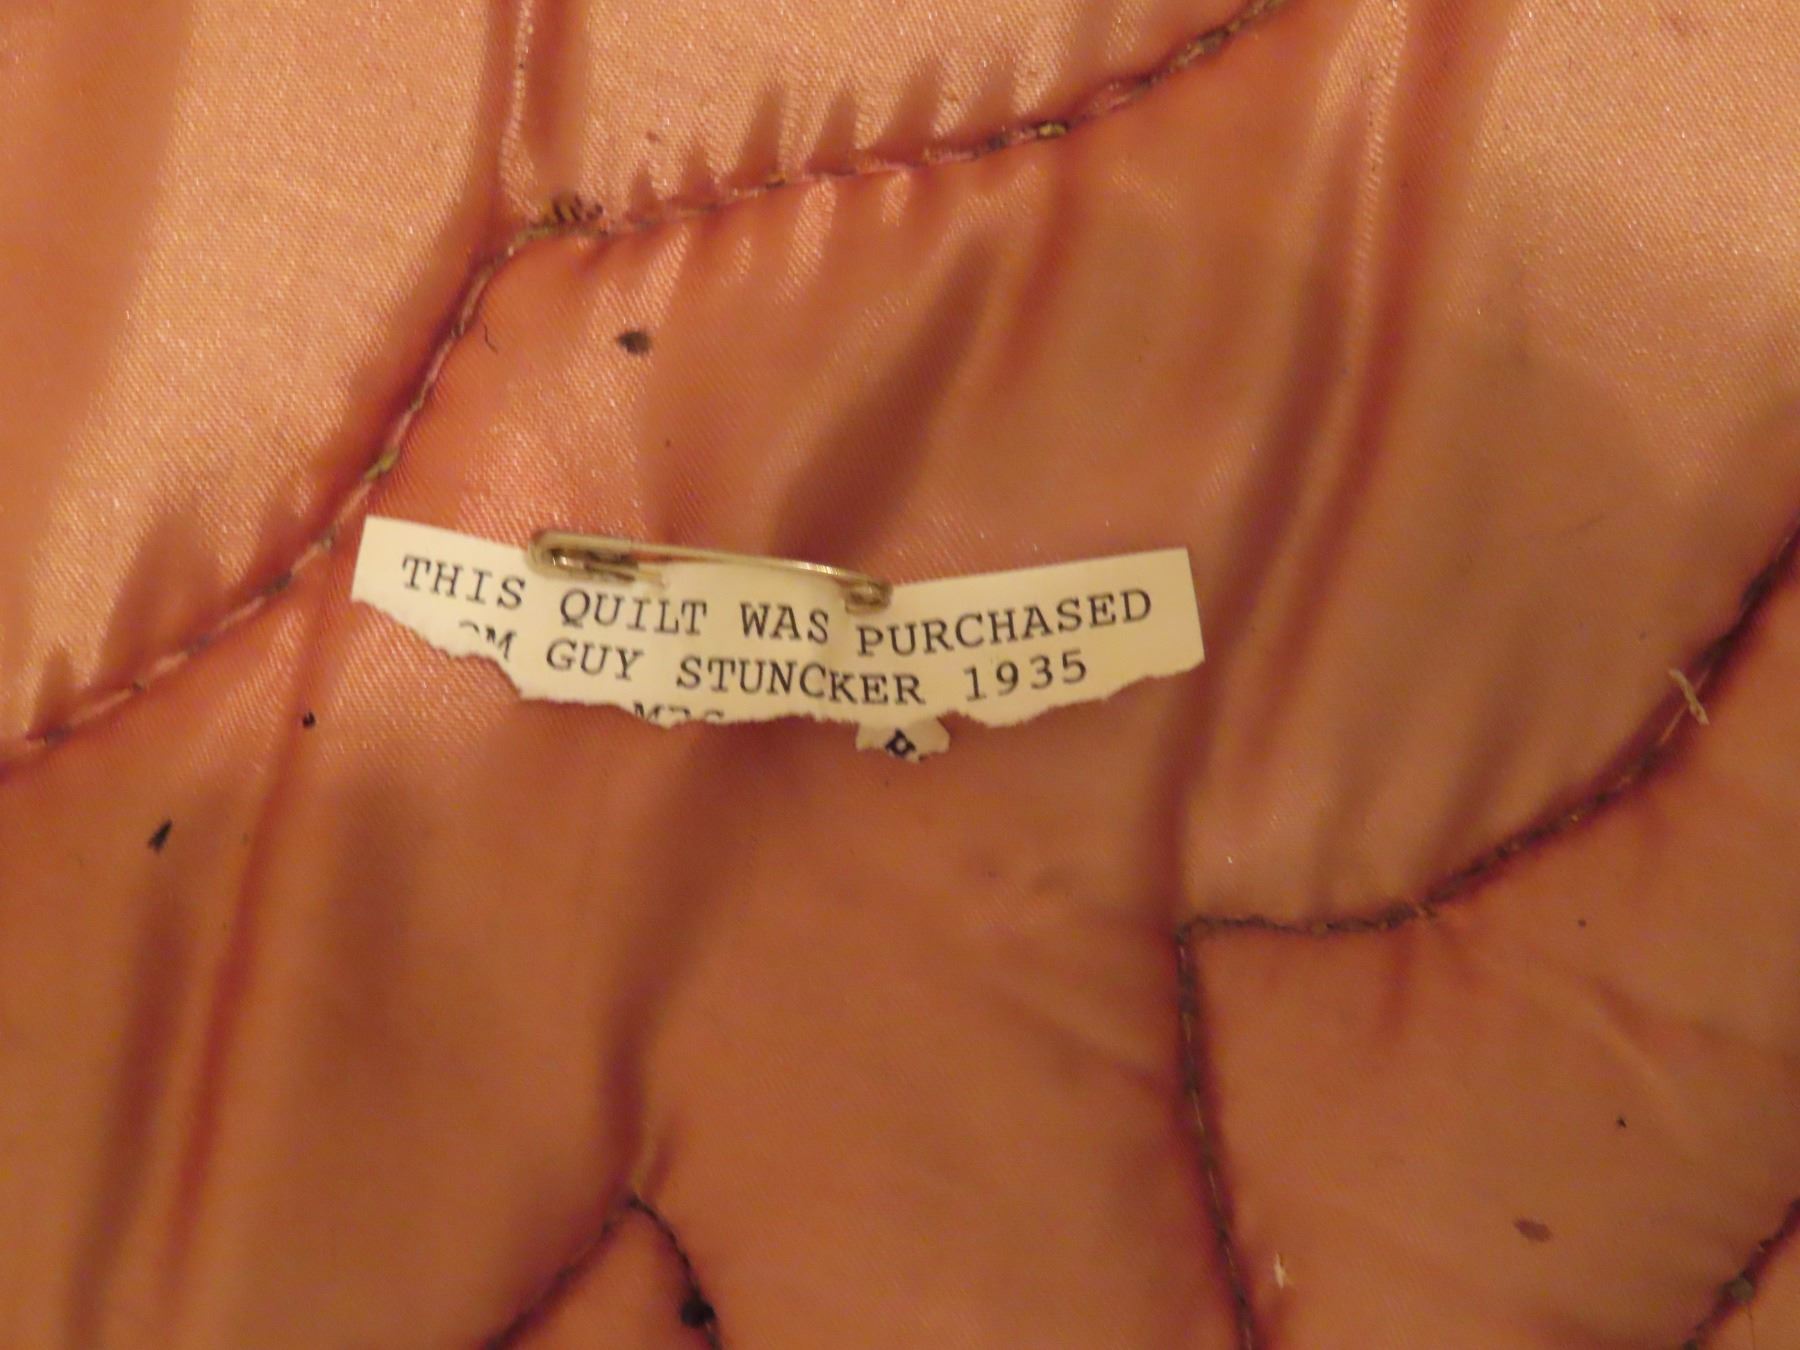 THIS QUILT WAS PURCHASED
GUY STUNCKER 1935